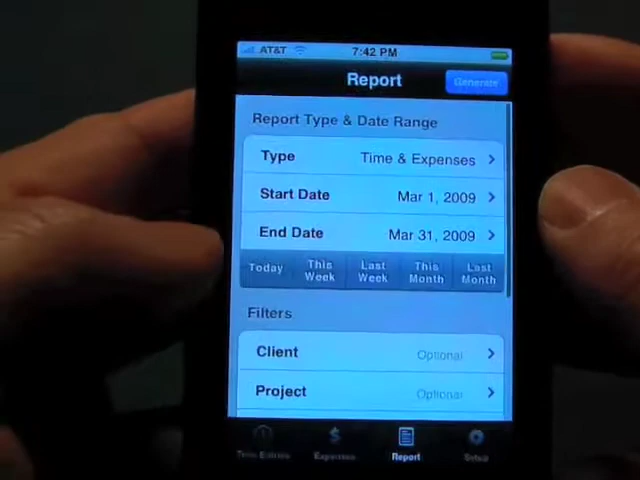 AT&T 7:42 PM
Report Generate
Report Type & Date Range
Type Time & Expenses
Start Date Mar 1, 2009
End Date Mar 31, 2009
Today This Week Last Week This Month Last Month
Filters
Client Optional
Project Optional
Time Entries Expenses Report Setup